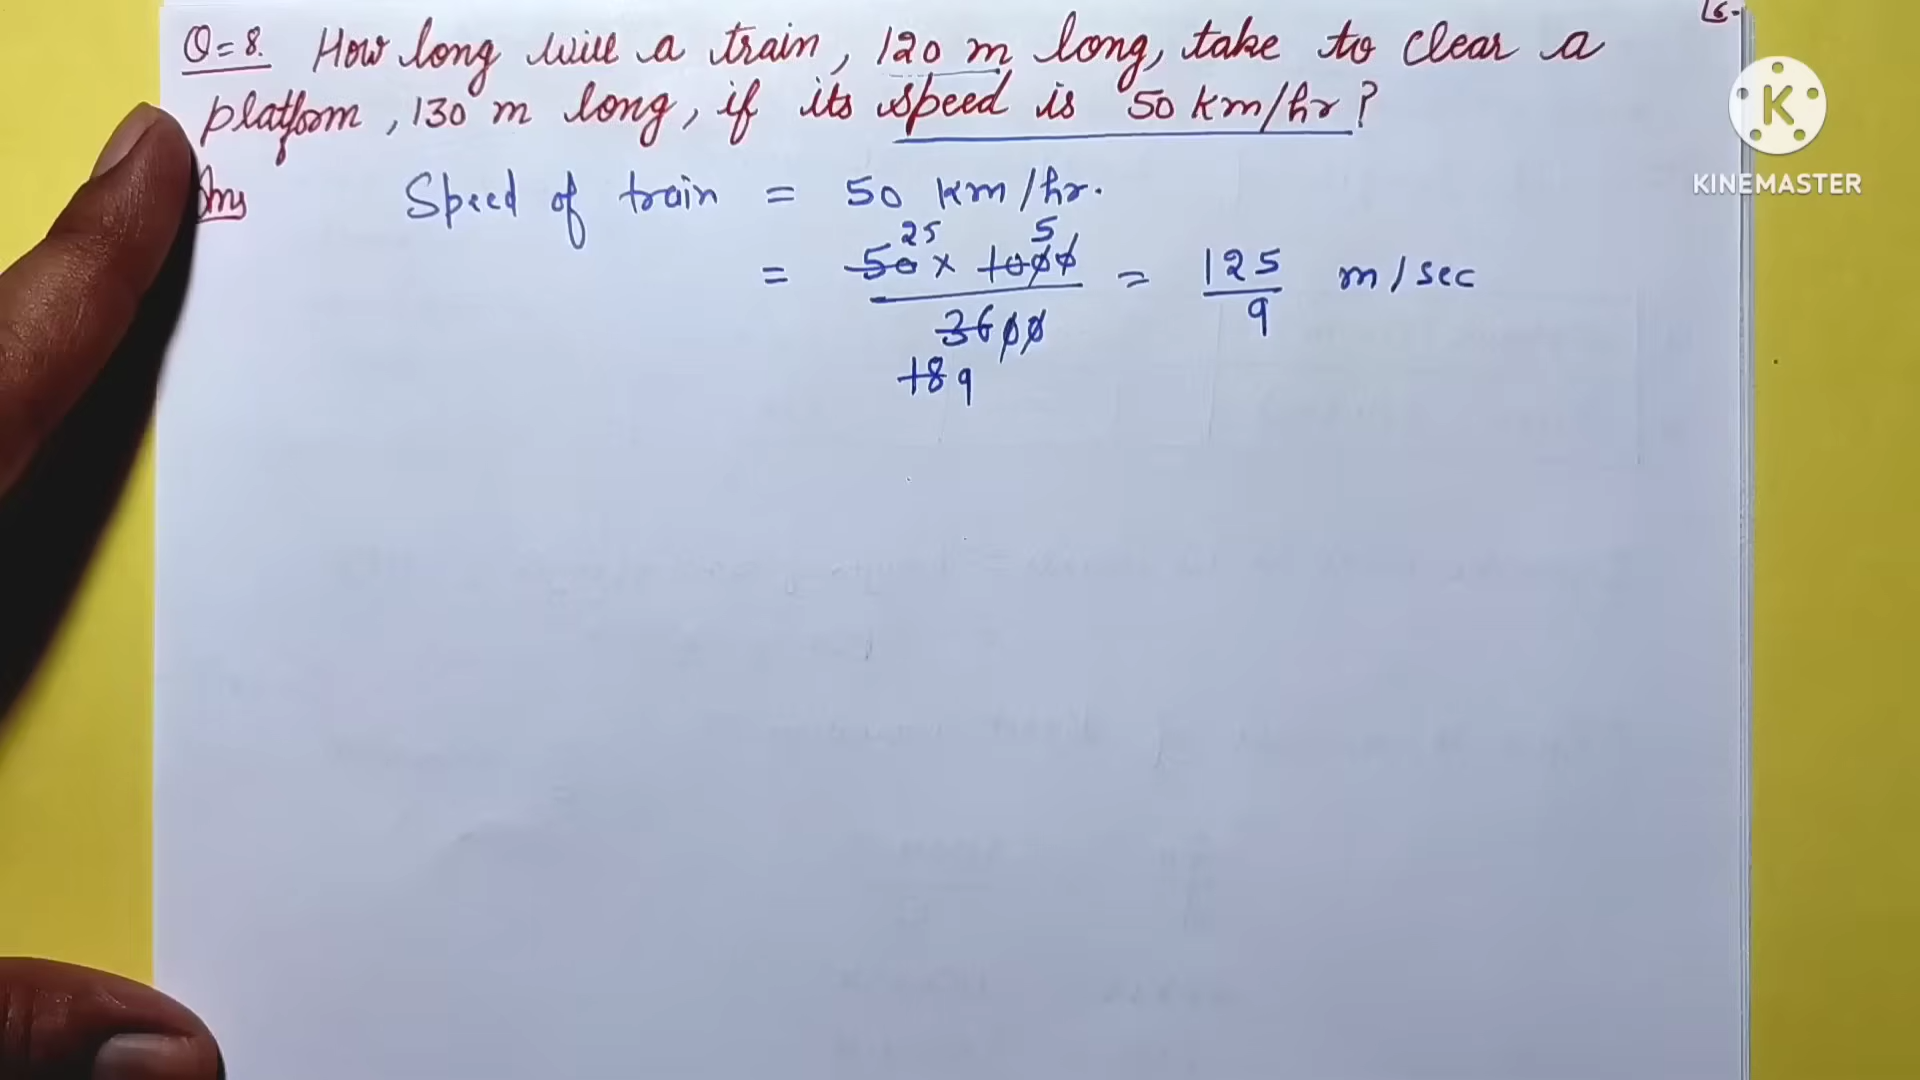 Q=8. How long will a train, 120 m long, take to clear a
platform, 130 m long, if its speed is 50 km/hr?
Ans Speed of train = 50 km/hr.
25 5
= 50 x 1000 = 125 m/sec
3600 9
18 9
K
KINEMASTER